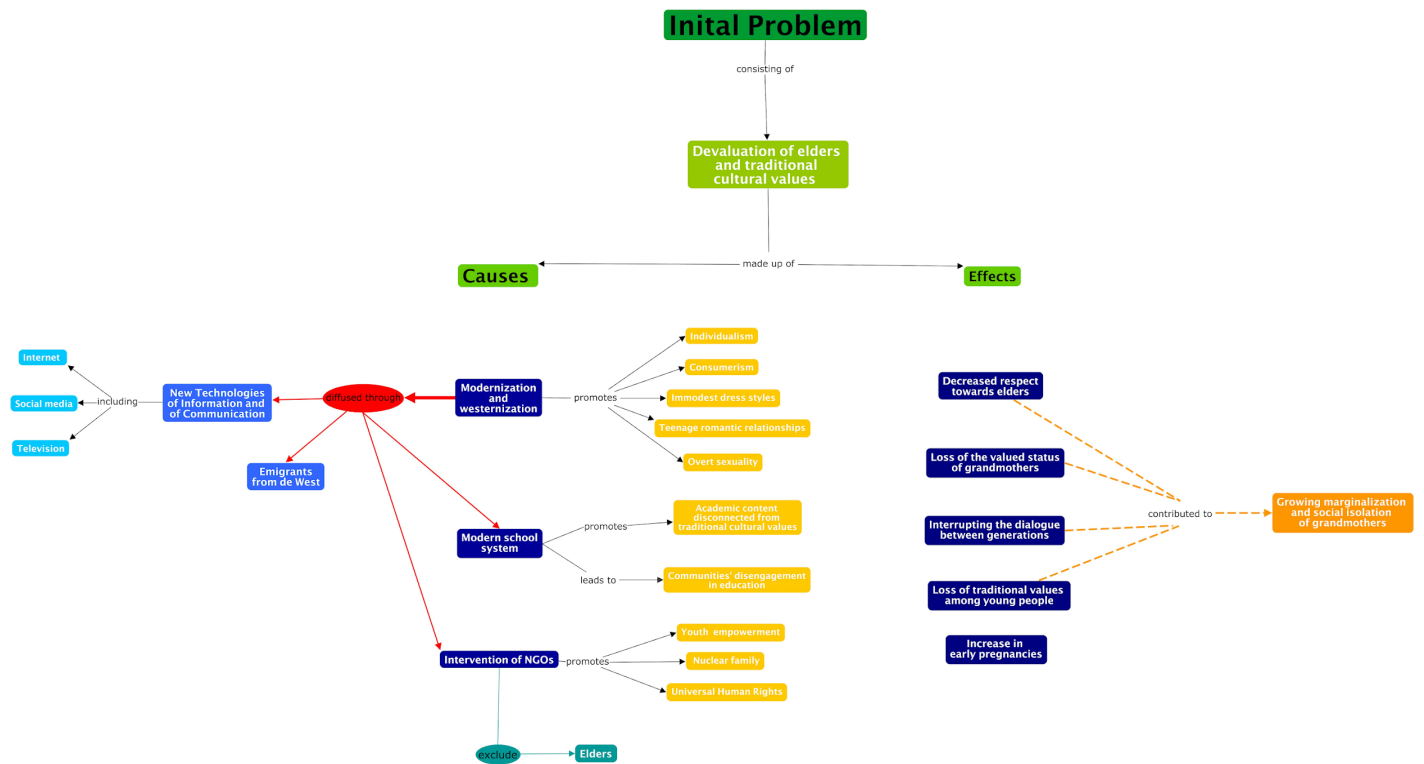 Inital Problem
consisting of
Devaluation of elders
and traditional
cultural values
made up of
Causes
Effects
Internet
Social media
Television
including
New Technologies
of Information and
of Communication
diffused through
Emigrants
from de West
Modernization
and
westernization
promotes
Individualism
Consumerism
Immodest dress styles
Teenage romantic relationships
Overt sexuality
Modern school
system
promotes
Academic content
disconnected from
traditional cultural values
leads to
Communities' disengagement
in education
Intervention of NGOs
promotes
Youth empowerment
Nuclear family
Universal Human Rights
exclude
Elders
Decreased respect
towards elders
Loss of the valued status
of grandmothers
Interrupting the dialogue
between generations
Loss of traditional values
among young people
Increase in
early pregnancies
contributed to
Growing marginalization
and social isolation
of grandmothers